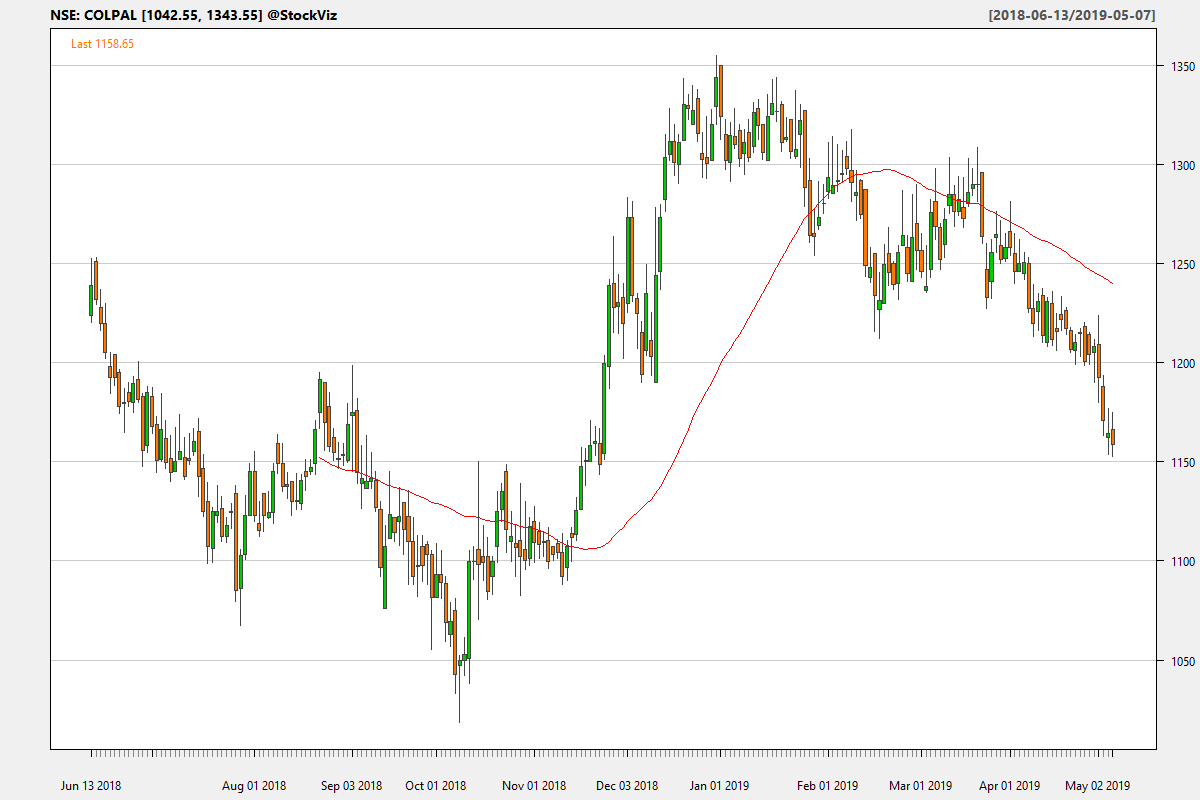 NSE: COLPAL [1042.55, 1343.55] @StockViz [2018-06-13/2019-05-07]
Last 1158.65
1350
1300
1250
1200
1150
1100
1050
Jun 13 2018 Aug 01 2018 Sep 03 2018 Oct 01 2018 Nov 01 2018 Dec 03 2018 Jan 01 2019 Feb 01 2019 Mar 01 2019 Apr 01 2019 May 02 2019